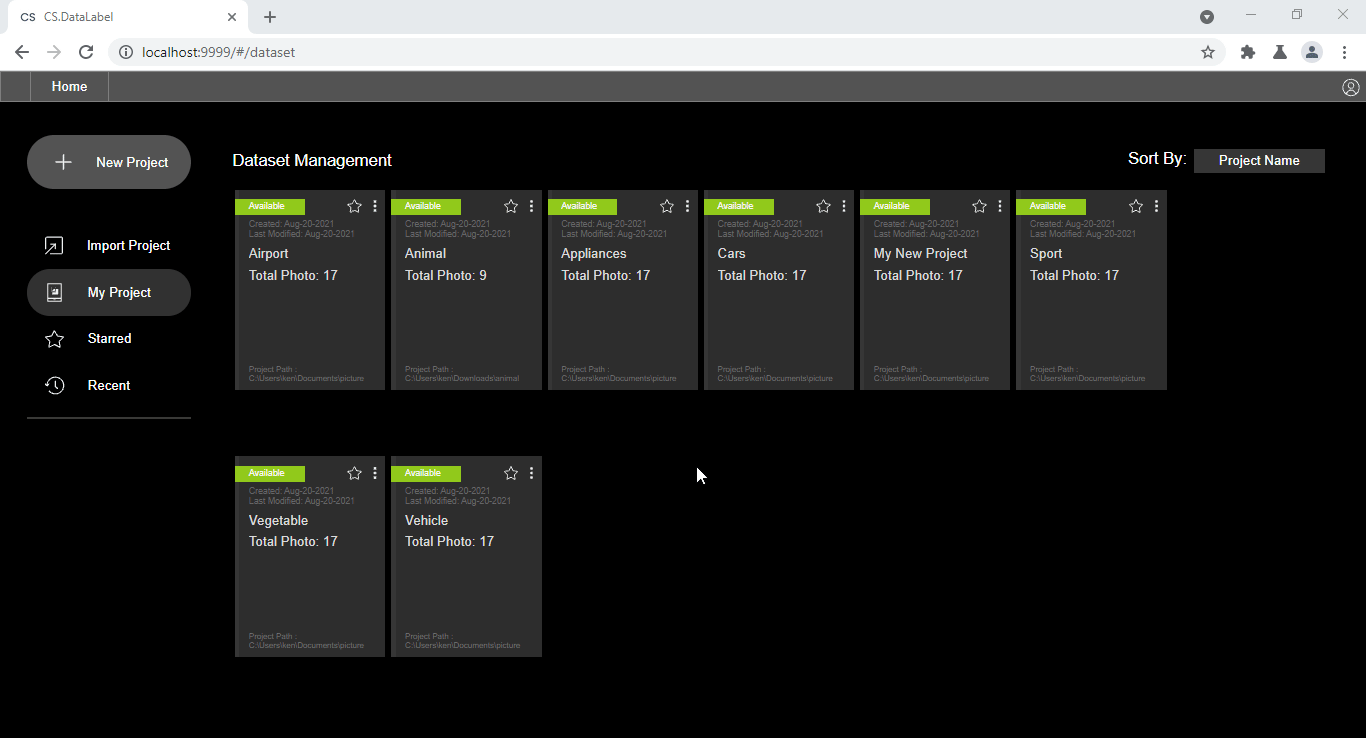 CS CS.DataLabel
localhost:9999/#/dataset
Home
New Project
Import Project
My Project
Starred
Recent
Dataset Management
Sort By: Project Name
Available
Created: Aug-20-2021
Last Modified: Aug-20-2021
Airport
Total Photo: 17
Project Path :
C:\Users\ken\Documents\picture
Available
Created: Aug-20-2021
Last Modified: Aug-20-2021
Animal
Total Photo: 9
Project Path :
C:\Users\ken\Downloads\animal
Available
Created: Aug-20-2021
Last Modified: Aug-20-2021
Appliances
Total Photo: 17
Project Path :
C:\Users\ken\Documents\picture
Available
Created: Aug-20-2021
Last Modified: Aug-20-2021
Cars
Total Photo: 17
Project Path :
C:\Users\ken\Documents\picture
Available
Created: Aug-20-2021
Last Modified: Aug-20-2021
My New Project
Total Photo: 17
Project Path :
C:\Users\ken\Documents\picture
Available
Created: Aug-20-2021
Last Modified: Aug-20-2021
Sport
Total Photo: 17
Project Path :
C:\Users\ken\Documents\picture
Available
Created: Aug-20-2021
Last Modified: Aug-20-2021
Vegetable
Total Photo: 17
Project Path :
C:\Users\ken\Documents\picture
Available
Created: Aug-20-2021
Last Modified: Aug-20-2021
Vehicle
Total Photo: 17
Project Path :
C:\Users\ken\Documents\picture